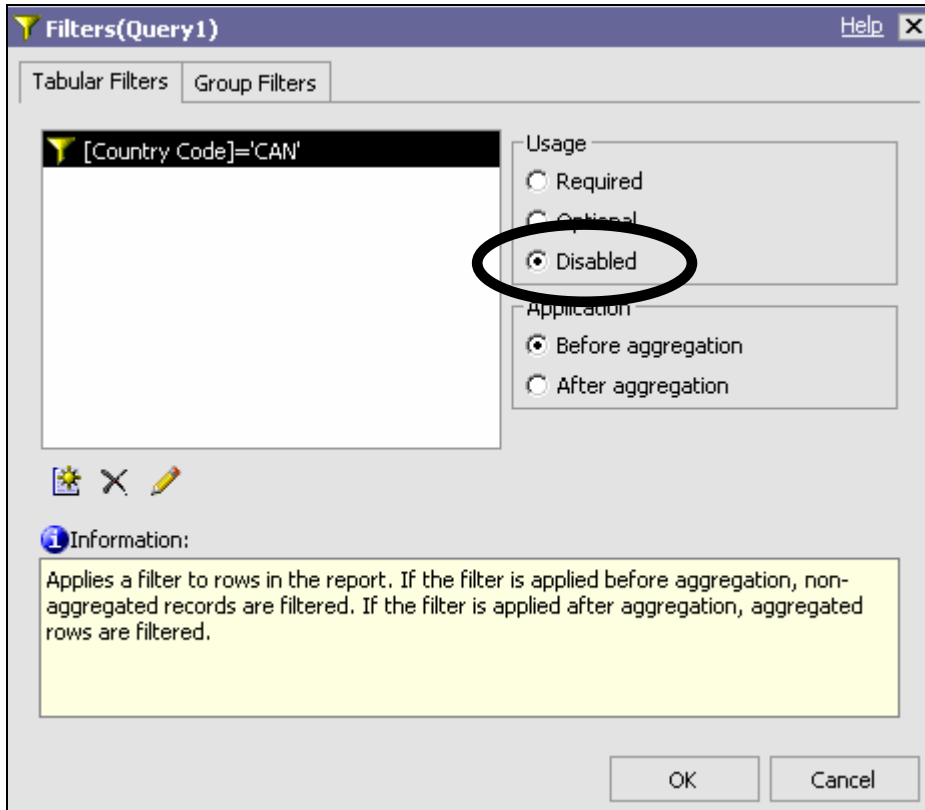 Filters(Query1)
Help
Tabular Filters
Group Filters
[Country Code]='CAN'
Usage
Required
Optional
Disabled
Application
Before aggregation
After aggregation
Information:
Applies a filter to rows in the report. If the filter is applied before aggregation, non-
aggregated records are filtered. If the filter is applied after aggregation, aggregated
rows are filtered.
OK
Cancel